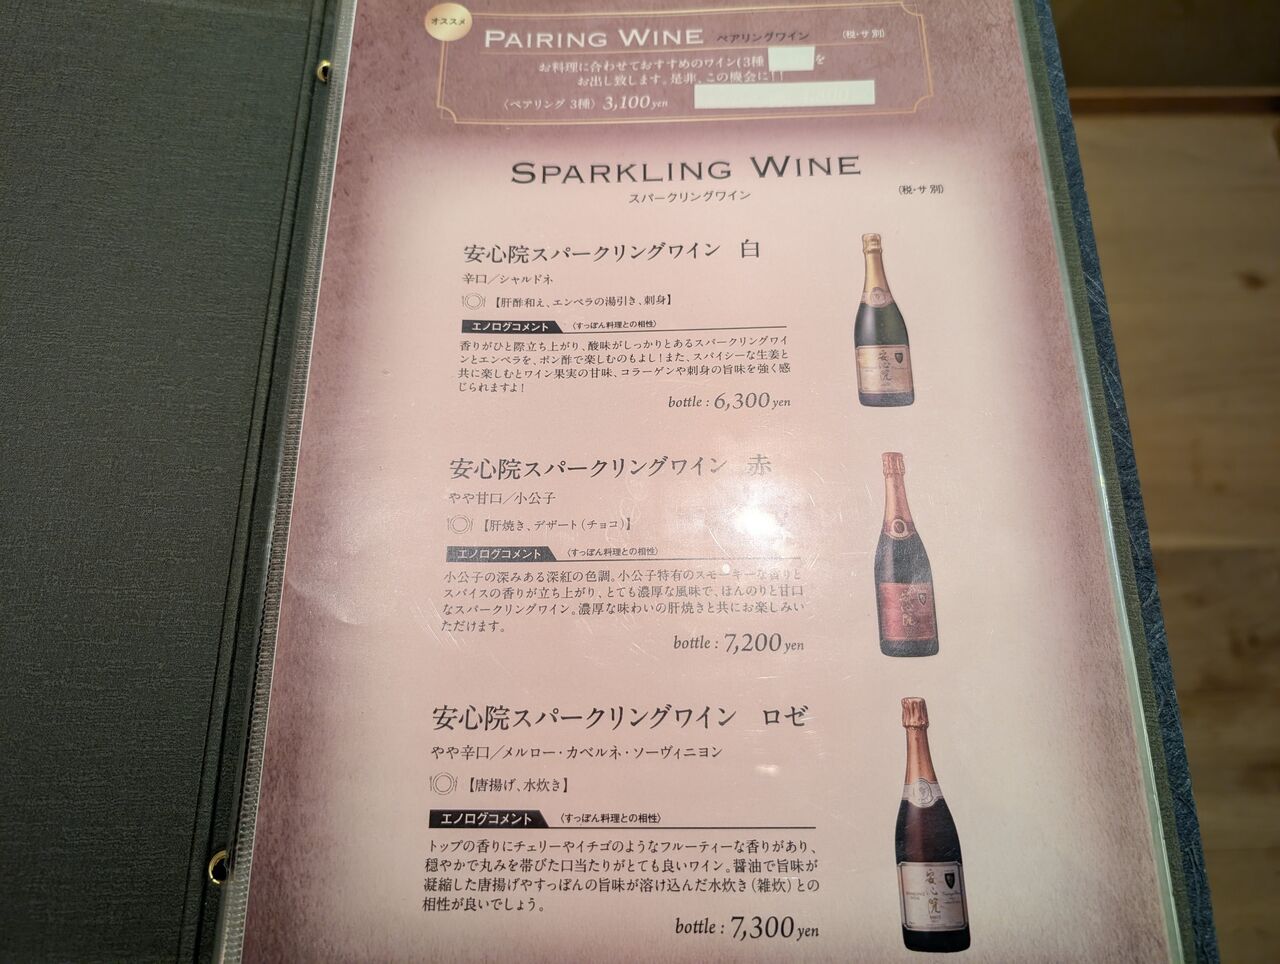 オススメ
PAIRING WINE ペアリングワイン (税・サ 別)
お料理に合わせておすすめのワイン(3種 を
お出し致します。是非、この機会に!!
〈ペアリング 3種〉3,100yen
SPARKLING WINE
スパークリングワイン
(税・サ 別)
安心院スパークリングワイン 白
辛口／シャルドネ
【肝酢和え、エンペラの湯引き、刺身】
エノログコメント 〈すっぽん料理との相性〉
香りがひと際立ち上がり、酸味がしっかりとあるスパークリングワイ
ンとエンペラを、ポン酢で楽しむのもよし!また、スパイシーな生姜と
共に楽しむとワイン果実の甘味、コラーゲンや刺身の旨味を強く感
じられますよ!
bottle : 6,300yen
安心院
安心院スパークリングワイン 赤
やや甘口／小公子
【肝焼き、デザート（チョコ）】
エノログコメント 〈すっぽん料理との相性〉
小公子の深みある深紅の色調。小公子特有のスモーキーな香りと
スパイスの香りが立ち上がり、とても濃厚な風味で、ほんのりと甘口
なスパークリングワイン。濃厚な味わいの肝焼きと共にお楽しみい
ただけます。
bottle : 7,200yen
安心院
安心院スパークリングワイン ロゼ
やや辛口／メルロー・カベルネ・ソーヴィニヨン
【唐揚げ、水炊き】
エノログコメント 〈すっぽん料理との相性〉
トップの香りにチェリーやイチゴのようなフルーティーな香りがあり、
穏やかで丸みを帯びた口当たりがとても良いワイン。醤油で旨味が
凝縮した唐揚げやすっぽんの旨味が溶け込んだ水炊き（雑炊）との
相性が良いでしょう。
bottle : 7,300yen
安心院